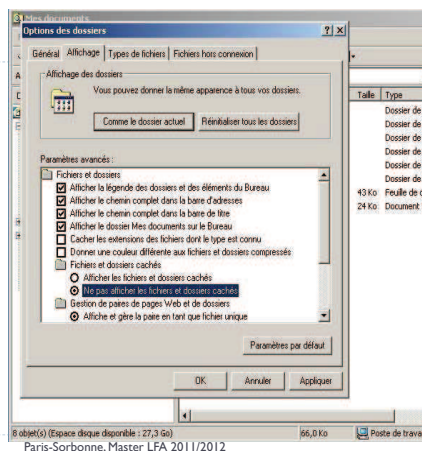 Mes documents
Options des dossiers
Général Affichage Types de fichiers Fichiers hors connexion
Affichage des dossiers
Vous pouvez donner la même apparence à tous vos dossiers.
Comme le dossier actuel Réinitialiser tous les dossiers
Paramètres avancés :
Fichiers et dossiers
Afficher la légende des dossiers et des éléments du Bureau
Afficher le chemin complet dans la barre d'adresses
Afficher le chemin complet dans la barre de titre
Afficher le dossier Mes documents sur le Bureau
Cacher les extensions des fichiers dont le type est connu
Donner une couleur différente aux fichiers et dossiers compressés
Fichiers et dossiers cachés
Afficher les fichiers et dossiers cachés
Ne pas afficher les fichiers et dossiers cachés
Gestion de paires de pages Web et de dossiers
Affiche et gère la paire en tant que fichier unique
Paramètres par défaut
OK Annuler Appliquer
Taille Type
Dossier de
Dossier de
Dossier de
Dossier de
Dossier de
43 Ko Feuille de
24 Ko Document
8 objet(s) (Espace disque disponible : 27,3 Go) 66,0 Ko Poste de trava
Paris-Sorbonne, Master LFA 2011/2012